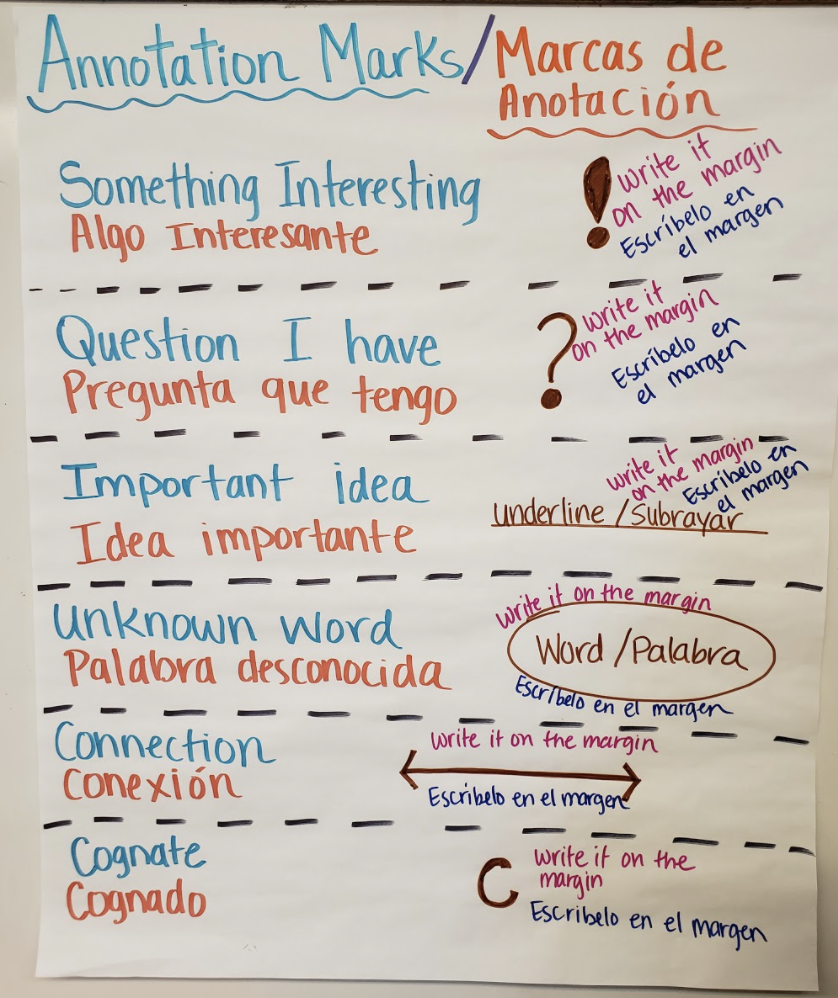 Annotation Marks/Marcas de
Anotación
Something Interesting
Algo Interesante
!
Write it
on the margin
Escríbelo en
el margen
Question I have
Pregunta que tengo
?
Write it
on the margin
Escríbelo en
el margen
Important idea
Idea importante
Write it
on the margin
Escríbelo en
el margen
underline/Subrayar
Unknown word
Palabra desconocida
Write it on the margin
Word/Palabra
Escríbelo en el margen
Connection
Conexión
Write it on the margin
Escríbelo en el margen
Cognate
Cognado
C
Write it on the
margin
Escribelo en el margen